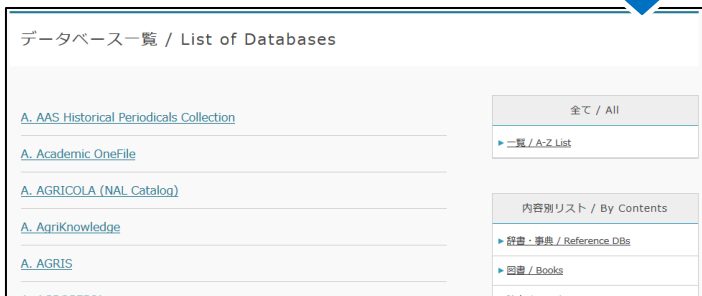 データベース一覧 / List of Databases
A. AAS Historical Periodicals Collection
A. Academic OneFile
A. AGRICOLA (NAL Catalog)
A. AgriKnowledge
A. AGRIS
全て / All
一覧 / A-Z List
内容別リスト / By Contents
辞書・事典 / Reference DBs
図書 / Books